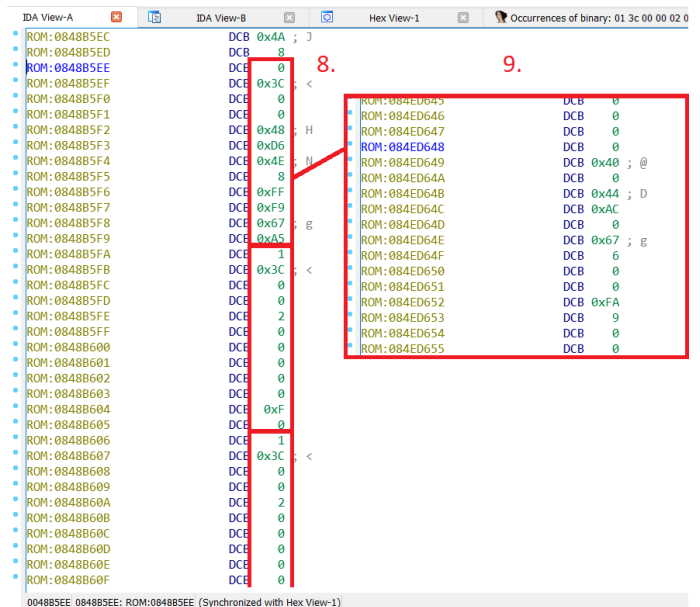 IDA View-A IDA View-B Hex View-1 Occurrences of binary: 01 3c 00 00 02 0
ROM:0848B5EC DCB 0x4A ; J
ROM:0848B5ED DCB 8
ROM:0848B5EE DCB 0
ROM:0848B5EF DCB 0x3C ; <
ROM:0848B5F0 DCB 0
ROM:0848B5F1 DCB 0
ROM:0848B5F2 DCB 0x48 ; H
ROM:0848B5F3 DCB 0xD6
ROM:0848B5F4 DCB 0x4E ; N
ROM:0848B5F5 DCB 8
ROM:0848B5F6 DCB 0xFF
ROM:0848B5F7 DCB 0xF9
ROM:0848B5F8 DCB 0x67 ; g
ROM:0848B5F9 DCB 0xA5
ROM:0848B5FA DCB 1
ROM:0848B5FB DCB 0x3C ; <
ROM:0848B5FC DCB 0
ROM:0848B5FD DCB 0
ROM:0848B5FE DCB 2
ROM:0848B5FF DCB 0
ROM:0848B600 DCB 0
ROM:0848B601 DCB 0
ROM:0848B602 DCB 0
ROM:0848B603 DCB 0
ROM:0848B604 DCB 0xF
ROM:0848B605 DCB 0
ROM:0848B606 DCB 1
ROM:0848B607 DCB 0x3C ; <
ROM:0848B608 DCB 0
ROM:0848B609 DCB 0
ROM:0848B60A DCB 2
ROM:0848B60B DCB 0
ROM:0848B60C DCB 0
ROM:0848B60D DCB 0
ROM:0848B60E DCB 0
ROM:0848B60F DCB 0
8.
9.
ROM:084ED645 DCB 0
ROM:084ED646 DCB 0
ROM:084ED647 DCB 0
ROM:084ED648 DCB 0
ROM:084ED649 DCB 0x40 ; @
ROM:084ED64A DCB 0
ROM:084ED64B DCB 0x44 ; D
ROM:084ED64C DCB 0xAC
ROM:084ED64D DCB 0
ROM:084ED64E DCB 0x67 ; g
ROM:084ED64F DCB 6
ROM:084ED650 DCB 0
ROM:084ED651 DCB 0
ROM:084ED652 DCB 0xFA
ROM:084ED653 DCB 9
ROM:084ED654 DCB 0
ROM:084ED655 DCB 0
0048B5EE 0848B5EE: ROM:0848B5EE (Synchronized with Hex View-1)